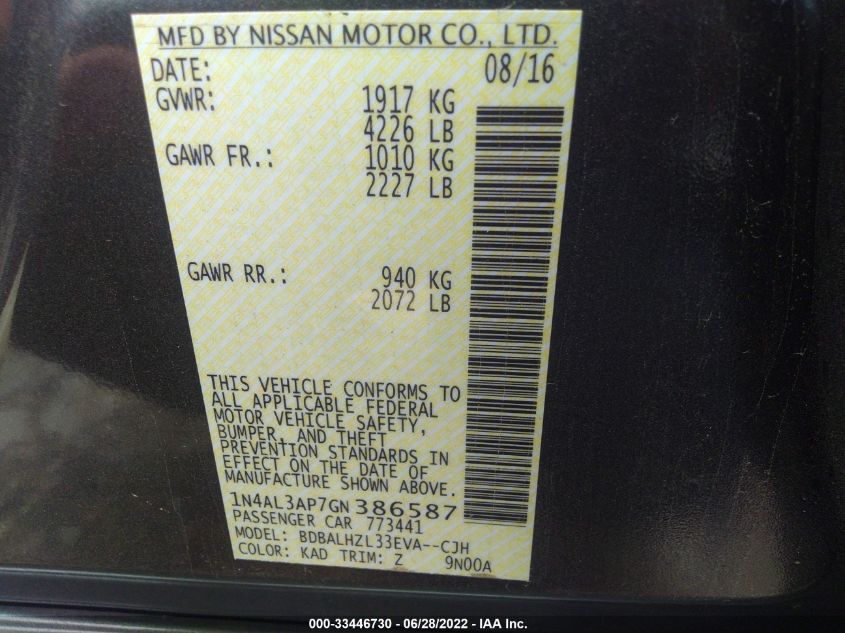 MFD BY NISSAN MOTOR CO., LTD.
DATE: 08/16
GVWR: 1917 KG
4226 LB
GAWR FR.: 1010 KG
2227 LB
GAWR RR.: 940 KG
2072 LB
THIS VEHICLE CONFORMS TO
ALL APPLICABLE FEDERAL
MOTOR VEHICLE SAFETY,
BUMPER, AND THEFT
PREVENTION STANDARDS IN
EFFECT ON THE DATE OF
MANUFACTURE SHOWN ABOVE.
1N4AL3AP7GN386587
PASSENGER CAR 773441
MODEL: BDBALHZL33EVA--CJH
COLOR: KAD TRIM: Z 9N00A
000-33446730 - 06/28/2022 - IAA Inc.